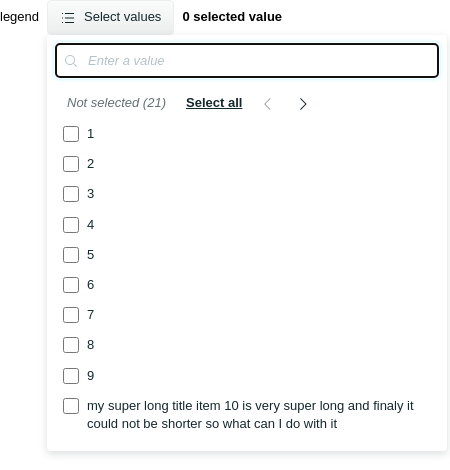 legend Select values 0 selected value
Enter a value
Not selected (21) Select all
1
2
3
4
5
6
7
8
9
my super long title item 10 is very super long and finaly it
could not be shorter so what can I do with it